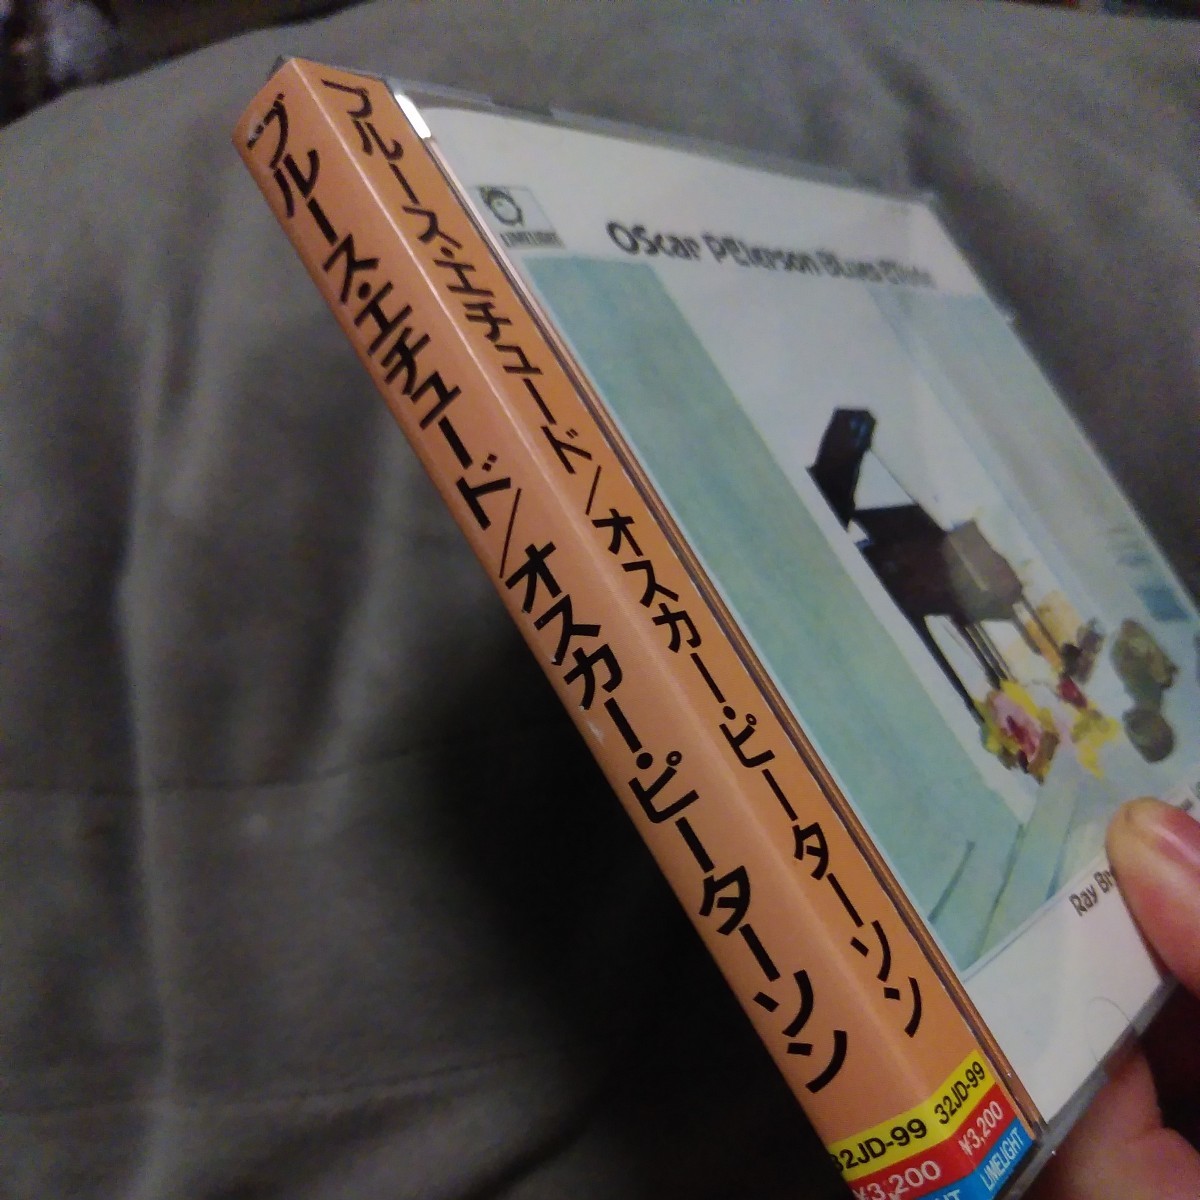 ブルース・エチュード/オスカー・ピーターソン
32JD-99
¥3,200
ブルース・エチュード/オスカー・ピーターソン
32JD-99
¥3,200
LIMELIGHT
LIMELIGHT
OScar PEterson BLues Etude
Ray